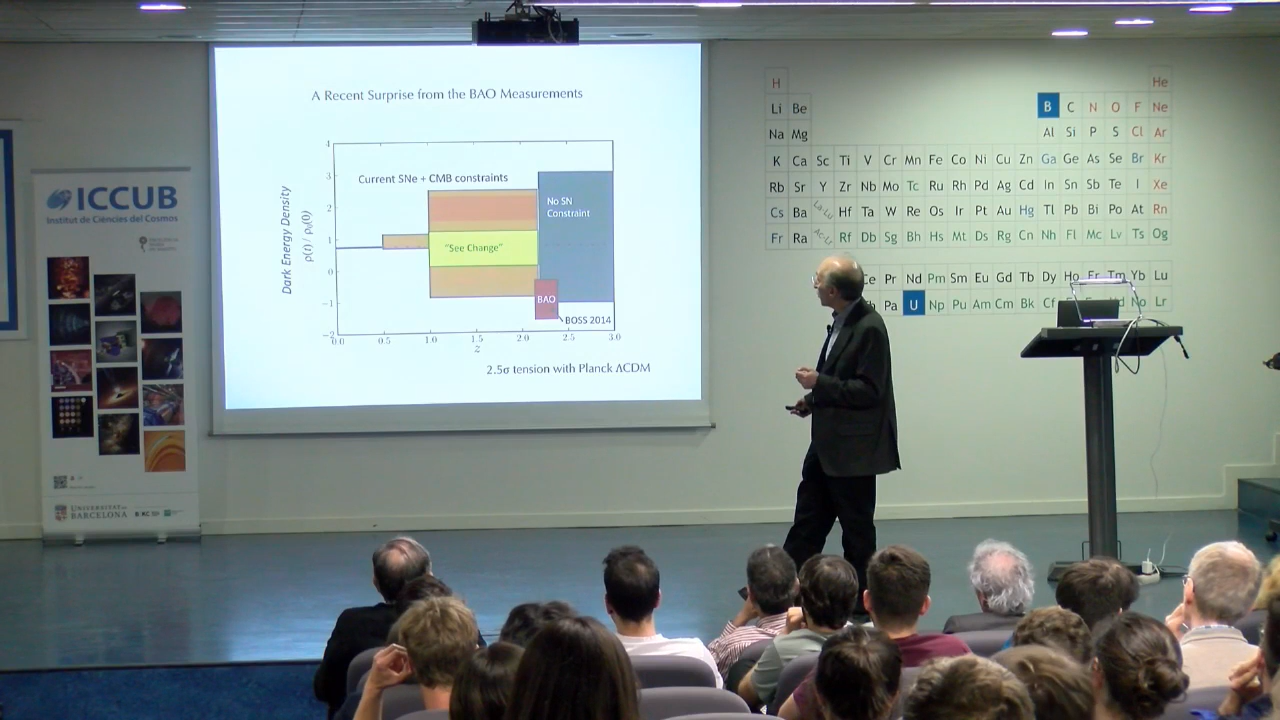 A Recent Surprise from the BAO Measurements
Current SNe + CMB constraints
No SN
Constraint
"See Change"
BAO
BOSS 2014
Dark Energy Density
ρ(t) / ρ₀(0)
4
3
2
1
0
−1
−2
0.0 0.5 1.0 1.5 2.0 2.5 3.0
z
2.5σ tension with Planck ΛCDM
ICCUB
Institut de Ciències del Cosmos
UNIVERSITAT DE
BARCELONA
H He
Li Be B C N O F Ne
Na Mg Al Si P S Cl Ar
K Ca Sc Ti V Cr Mn Fe Co Ni Cu Zn Ga Ge As Se Br Kr
Rb Sr Y Zr Nb Mo Tc Ru Rh Pd Ag Cd In Sn Sb Te I Xe
Cs Ba La-Lu Hf Ta W Re Os Ir Pt Au Hg Tl Pb Bi Po At Rn
Fr Ra Ac-Lr Rf Db Sg Bh Hs Mt Ds Rg Cn Nh Fl Mc Lv Ts Og
Pr Nd Pm Sm Eu Gd Tb Dy Ho Er Tm Yb Lu
Pa U Np Pu Am Cm Bk Cf No Lr